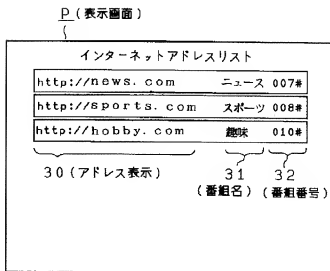 P(表示画面)
インターネットアドレスリスト
http://news.com ニュース 007#
http://sports.com スポーツ 008#
http://hobby.com 趣味 010#
30(アドレス表示) 31 32
(番組名) (番組番号)